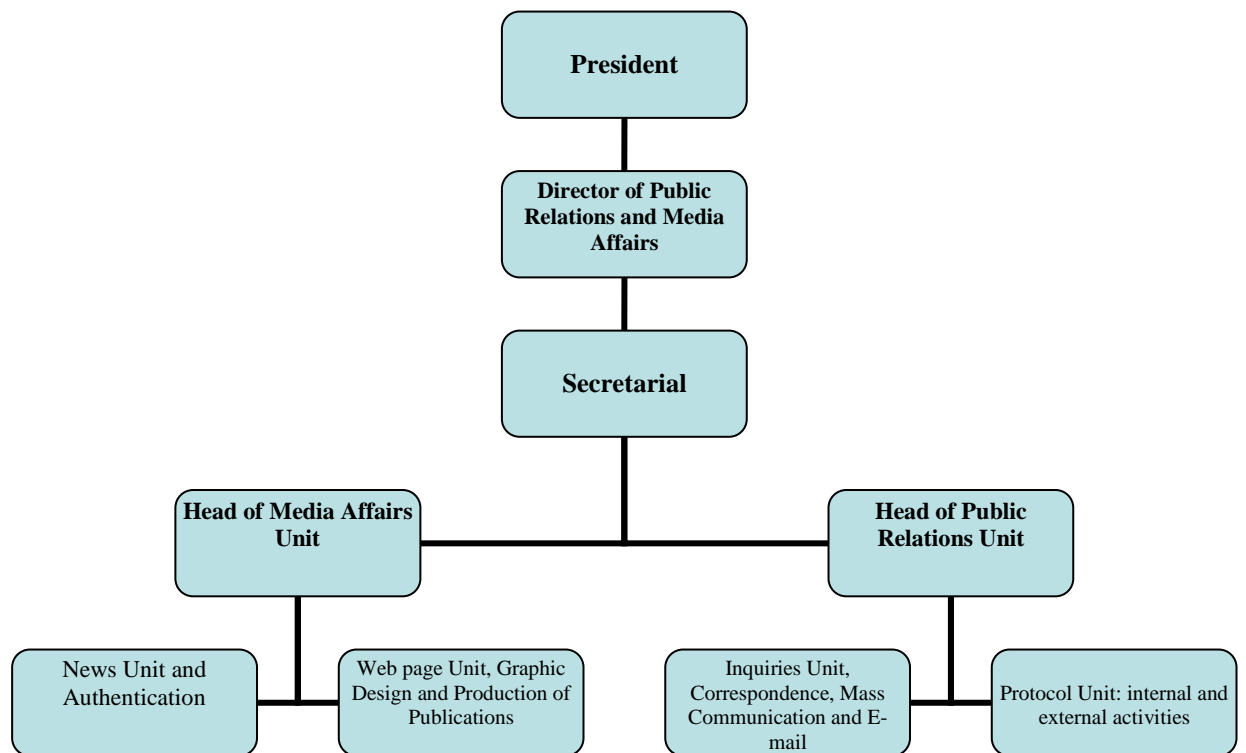 President
Director of Public
Relations and Media
Affairs
Secretarial
Head of Media Affairs
Unit
Head of Public
Relations Unit
News Unit and
Authentication
Web page Unit, Graphic
Design and Production of
Publications
Inquiries Unit,
Correspondence, Mass
Communication and E-
mail
Protocol Unit: internal and
external activities